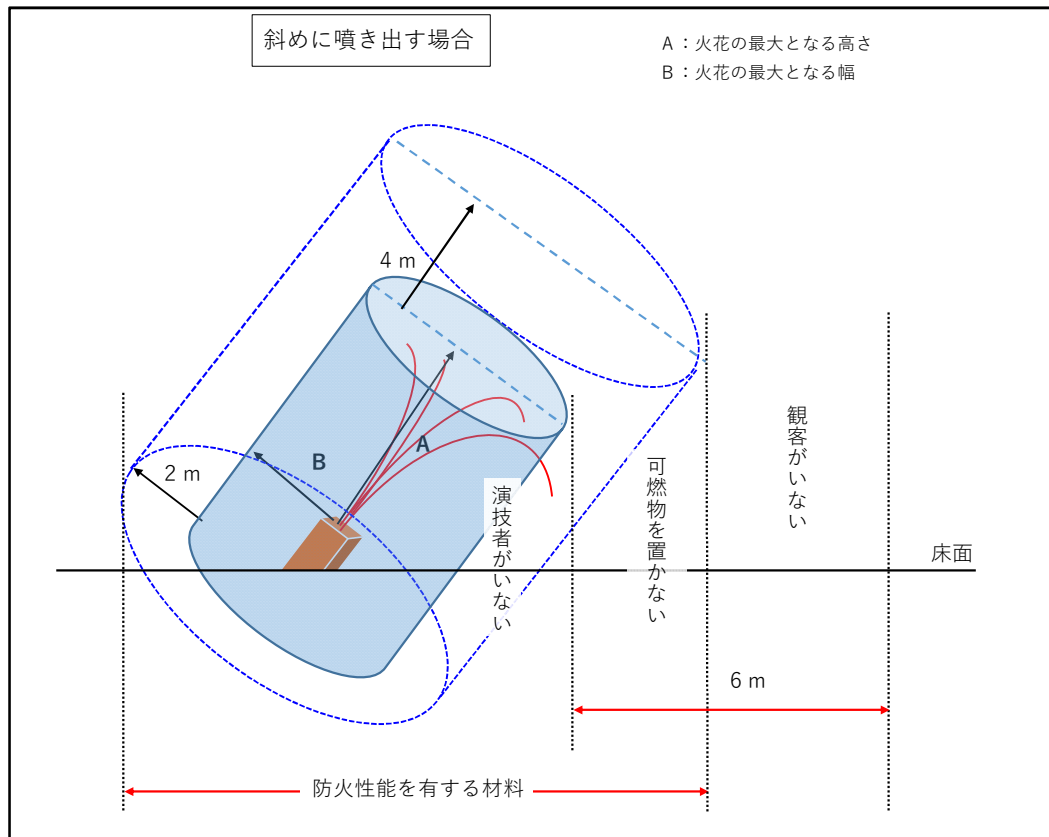 斜めに噴き出す場合
A：火花の最大となる高さ
B：火花の最大となる幅
4 m
2 m
B
A
演技者がいない
可燃物を置かない
観客がいない
床面
6 m
防火性能を有する材料